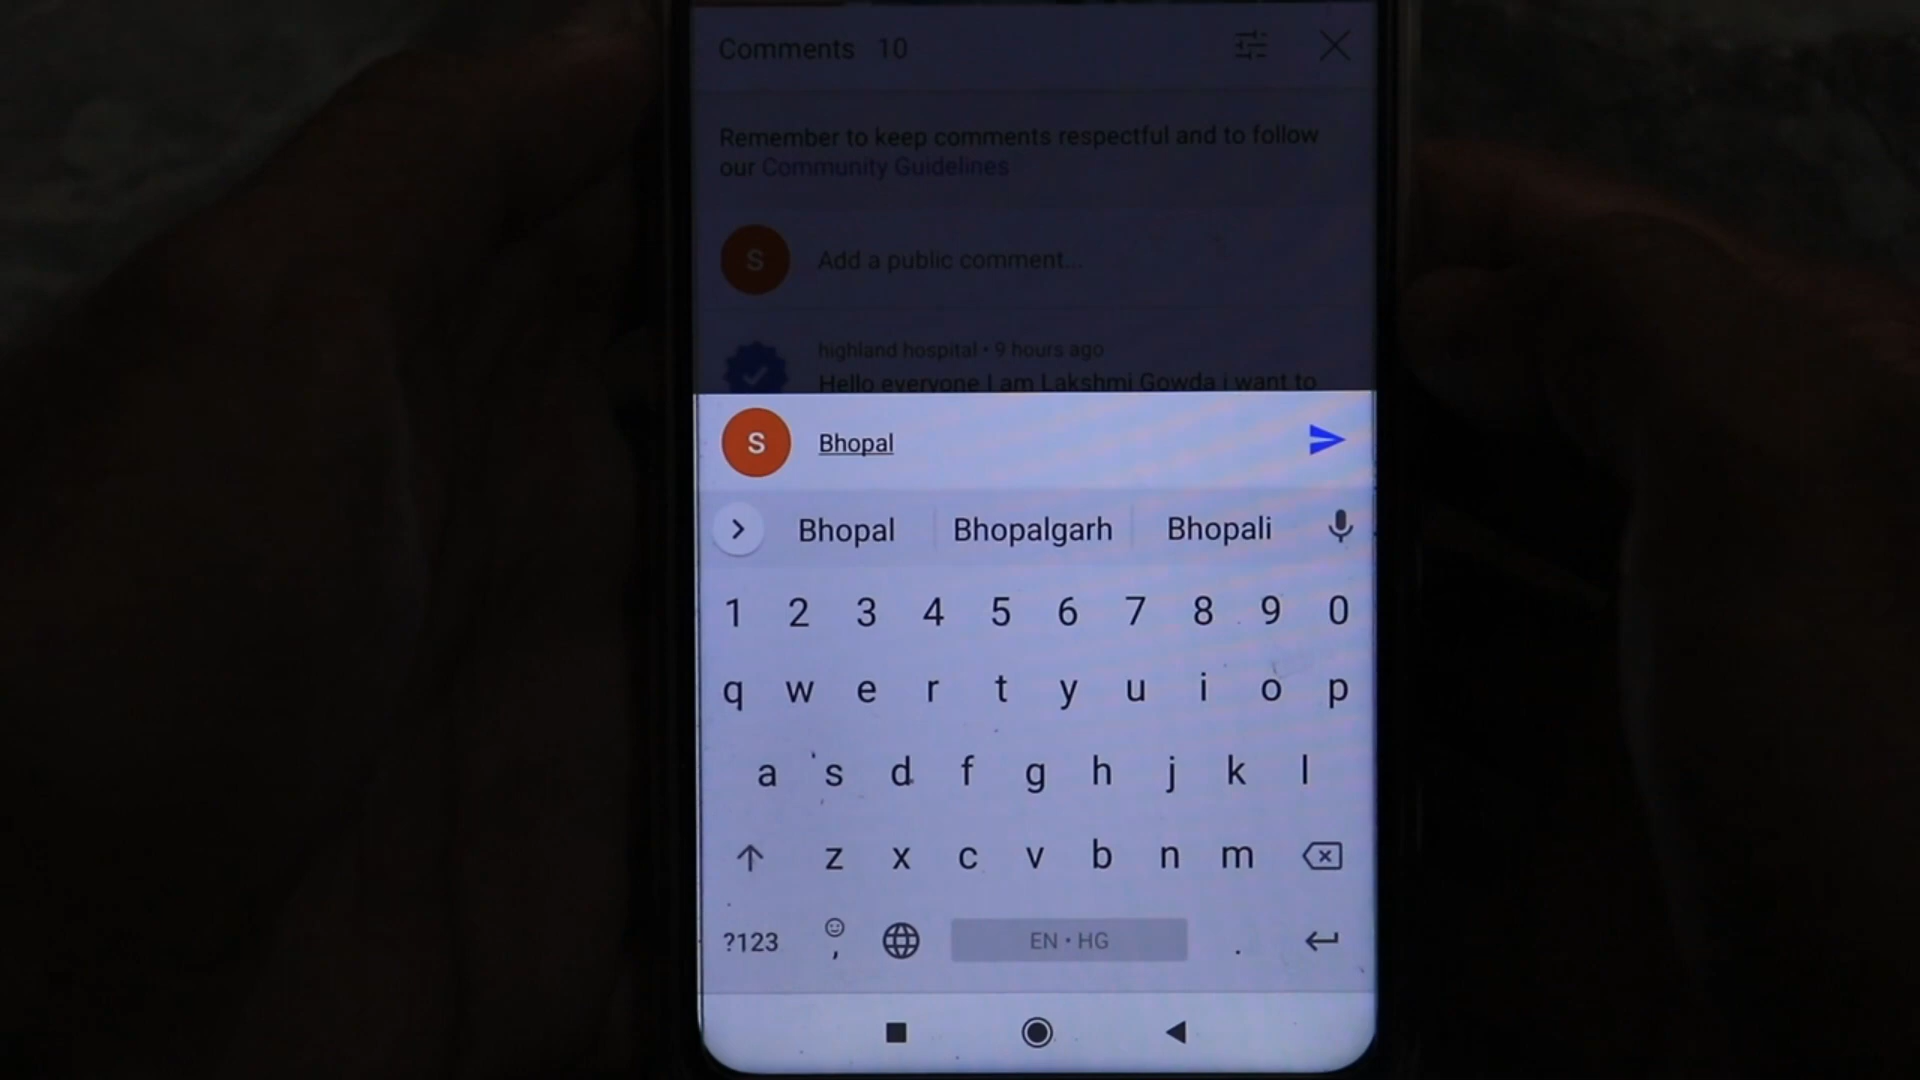 Comments 10
Remember to keep comments respectful and to follow
our Community Guidelines
S Add a public comment...
highland hospital • 9 hours ago
Hello everyone I am Lakshmi Gowda i want to
S Bhopal
Bhopal Bhopalgarh Bhopali
1 2 3 4 5 6 7 8 9 0
q w e r t y u i o p
a s d f g h j k l
z x c v b n m
?123 , EN • HG .